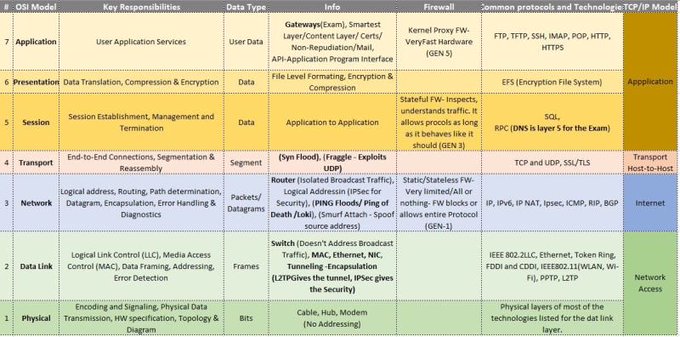 # OSI Model Key Responsibilities Data Type Info Firewall Common protocols and Technologie TCP/IP Model
7 Application User Application Services User Data
Gateways(Exam), Smartest
Layer/Content Layer/ Certs/
Non-Repudiation/Mail,
API-Application Program Interface
Kernel Proxy FW-
VeryFast Hardware
(GEN 5)
FTP, TFTP, SSH, IMAP, POP, HTTP,
HTTPS
Appplication
6 Presentation Data Translation, Compression & Encryption Data
File Level Formating, Encryption &
Compression
EFS (Encryption File System)
5 Session
Session Establishment, Management and
Termination
Data Application to Application
Stateful FW- Inspects,
understands traffic. It
allows procols as long
as it behaves like it
should (GEN 3)
SQL,
RPC (DNS is layer 5 for the Exam)
4 Transport
End-to-End Connections, Segmentation &
Reassembly
Segment
(Syn Flood), (Fraggle - Exploits
UDP)
TCP and UDP, SSL/TLS
Transport
Host-to-Host
3 Network
Logical address, Routing, Path determination,
Datagram, Encapsulation, Error Handling &
Diagnostics
Packets/
Datagrams
Router (Isolated Broadcast Traffic),
Logical Addressin (IPSec for
Security), (PING Floods/ Ping of
Death /Loki), (Smurf Attach - Spoof
source address)
Static/Stateless FW-
Very limited/All or
nothing- FW blocks or
allows entire Protocol
(GEN-1)
IP, IPv6, IP NAT, Ipsec, ICMP, RIP, BGP
Internet
2 Data Link
Logical Link Control (LLC), Media Access
Control (MAC), Data Framing, Addressing,
Error Detection
Frames
Switch (Doesn't Address Broadcast
Traffic), MAC, Ethernet, NIC,
Tunneling -Encapsulation
(L2TPGives the tunnel, IPSec gives
the Security)
IEEE 802.2LLC, Ethernet, Token Ring,
FDDI and CDDI, IEEE802.11(WLAN, Wi-
Fi), PPTP, L2TP
Network
Access
1 Physical
Encoding and Signaling, Physical Data
Transmission, HW specification, Topology &
Diagram
Bits
Cable, Hub, Modem
(No Addressing)
Physical layers of most of the
technologies listed for the dat link
layer.